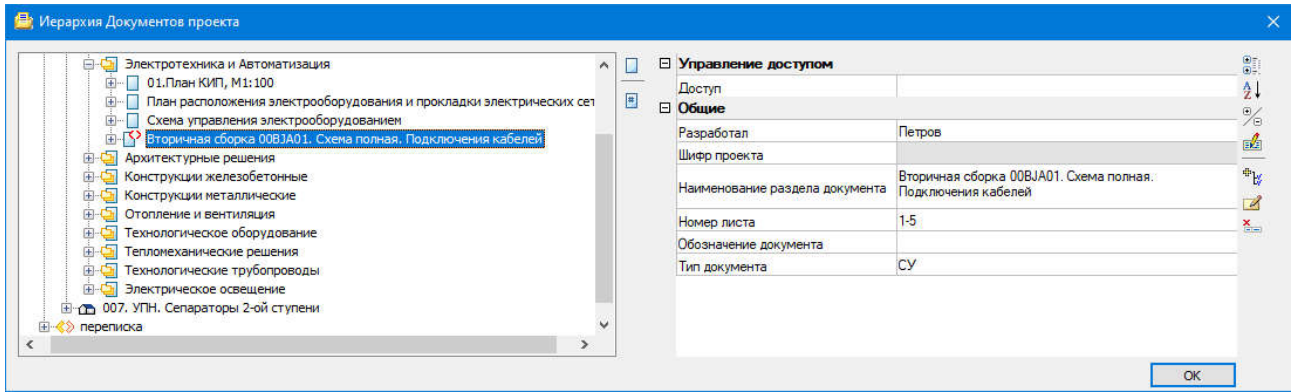 Иерархия Документов проекта
Электротехника и Автоматизация
01.План КИП, М1:100
План расположения электрооборудования и прокладки электрических сет
Схема управления электрооборудованием
Вторичная сборка 00BJA01. Схема полная. Подключения кабелей
Архитектурные решения
Конструкции железобетонные
Конструкции металлические
Отопление и вентиляция
Технологическое оборудование
Тепломеханические решения
Технологические трубопроводы
Электрическое освещение
007. УПН. Сепараторы 2-ой ступени
переписка
Управление доступом
Доступ
Общие
Разработал Петров
Шифр проекта
Наименование раздела документа Вторичная сборка 00BJA01. Схема полная.
Подключения кабелей
Номер листа 1-5
Обозначение документа
Тип документа СУ
OK